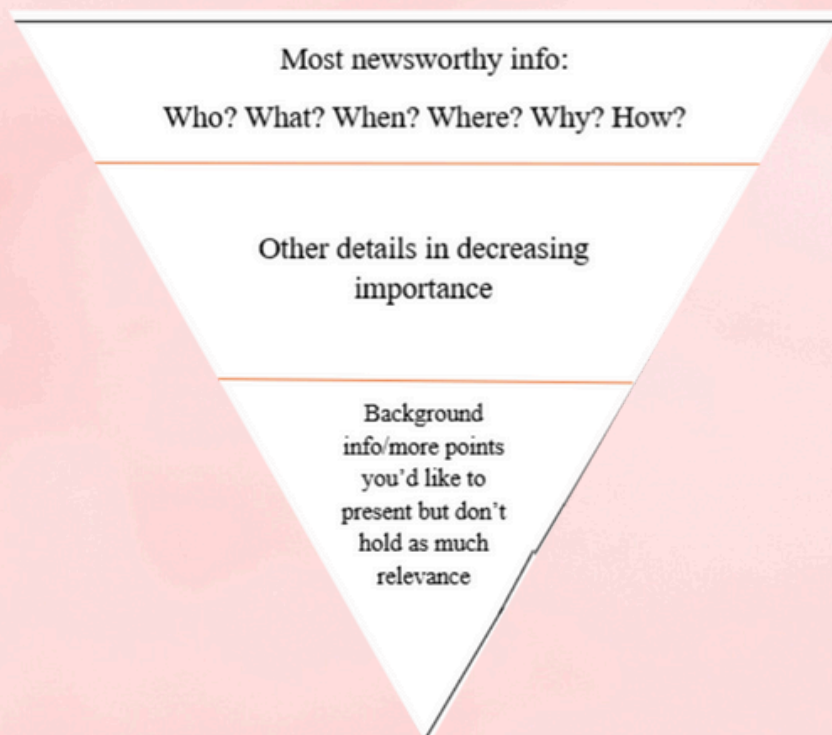 Most newsworthy info:
Who? What? When? Where? Why? How?
Other details in decreasing
importance
Background
info/more points
you’d like to
present but don’t
hold as much
relevance